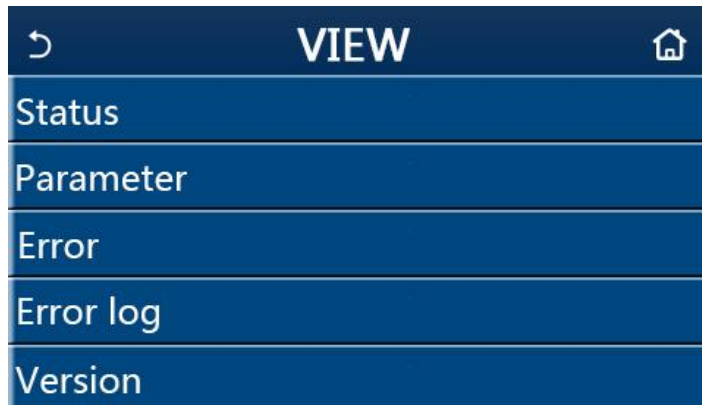 VIEW
Status
Parameter
Error
Error log
Version